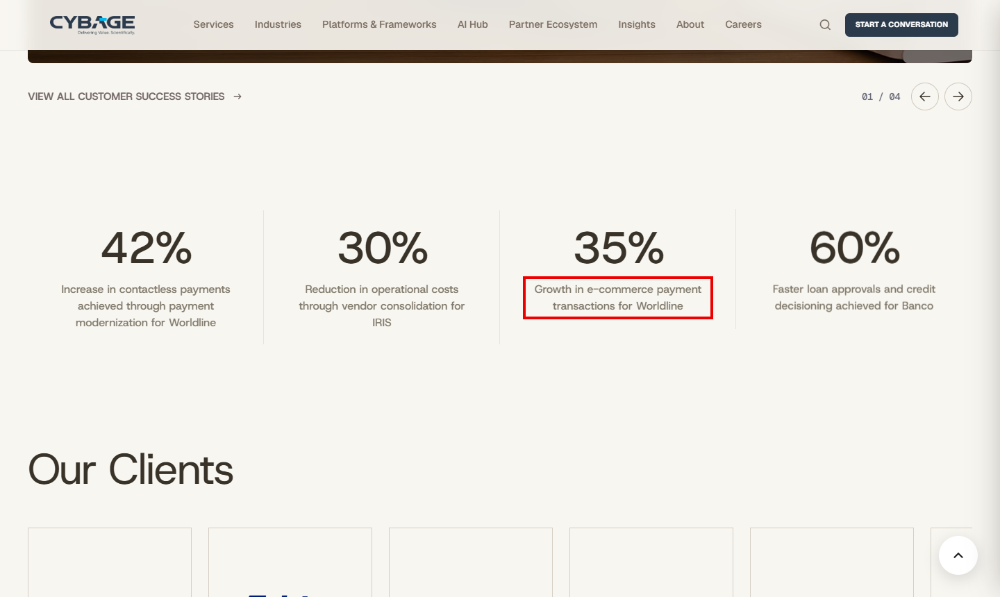 CYBAGE
Delivering Value. Scientifically.
Services
Industries
Platforms & Frameworks
AI Hub
Partner Ecosystem
Insights
About
Careers
START A CONVERSATION
VIEW ALL CUSTOMER SUCCESS STORIES
01 / 04
42%
Increase in contactless payments
achieved through payment
modernization for Worldline
30%
Reduction in operational costs
through vendor consolidation for
IRIS
35%
Growth in e-commerce payment
transactions for Worldline
60%
Faster loan approvals and credit
decisioning achieved for Banco
Our Clients